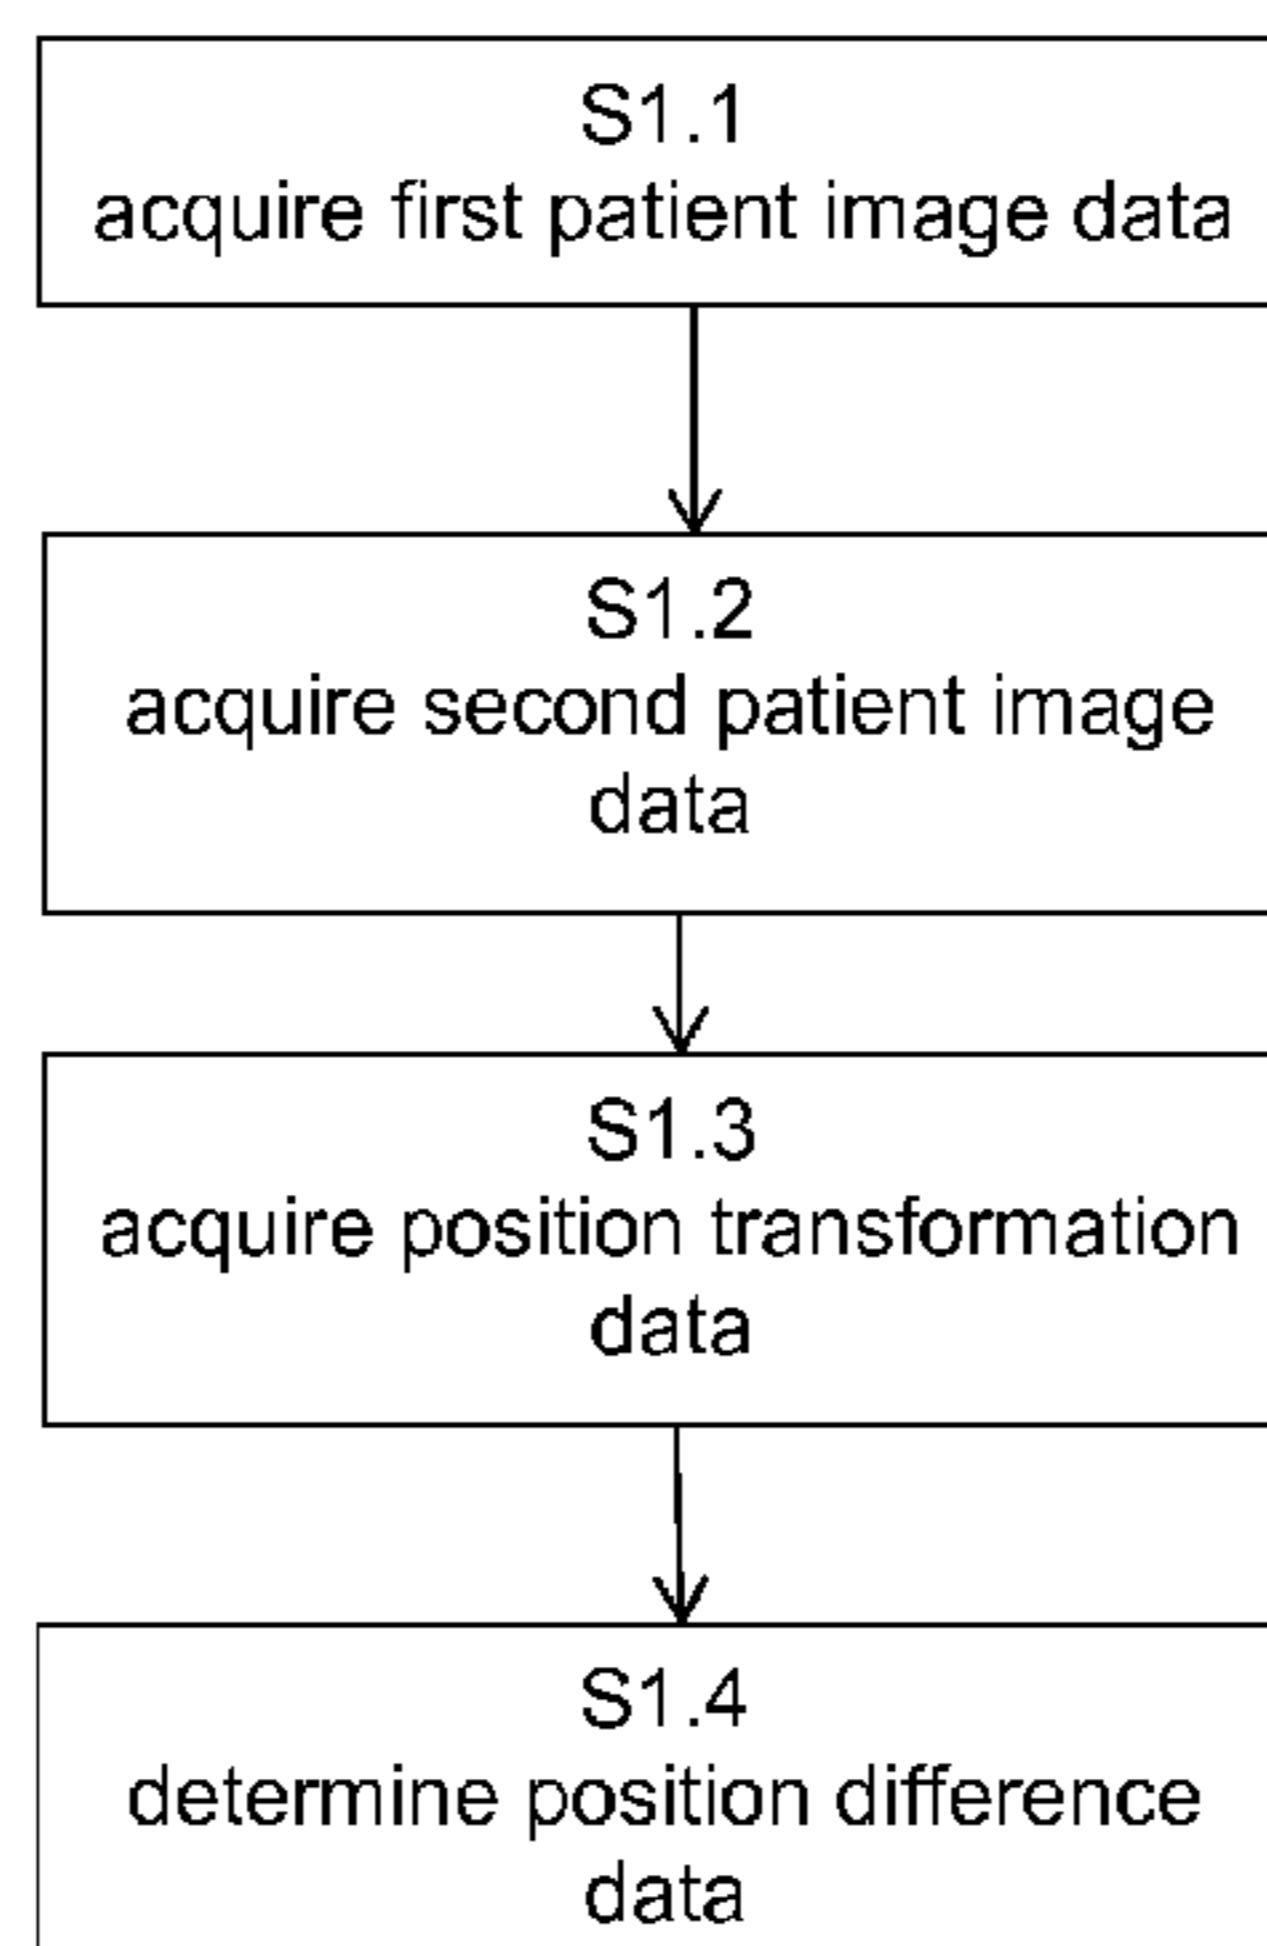 S1.1
acquire first patient image data
S1.2
acquire second patient image
data
S1.3
acquire position transformation
data
S1.4
determine position difference
data